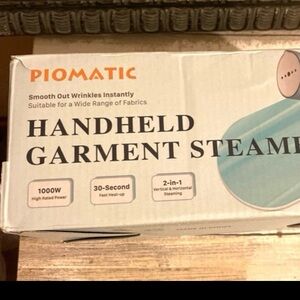 PIOMATIC
Smooth Out Wrinkles Instantly
Suitable for a Wide Range of Fabrics
HANDHELD
GARMENT STEAME
1000W
High Rated Power
30-Second
Fast Heat-up
2-in-1
Vertical & Horizontal
Steaming